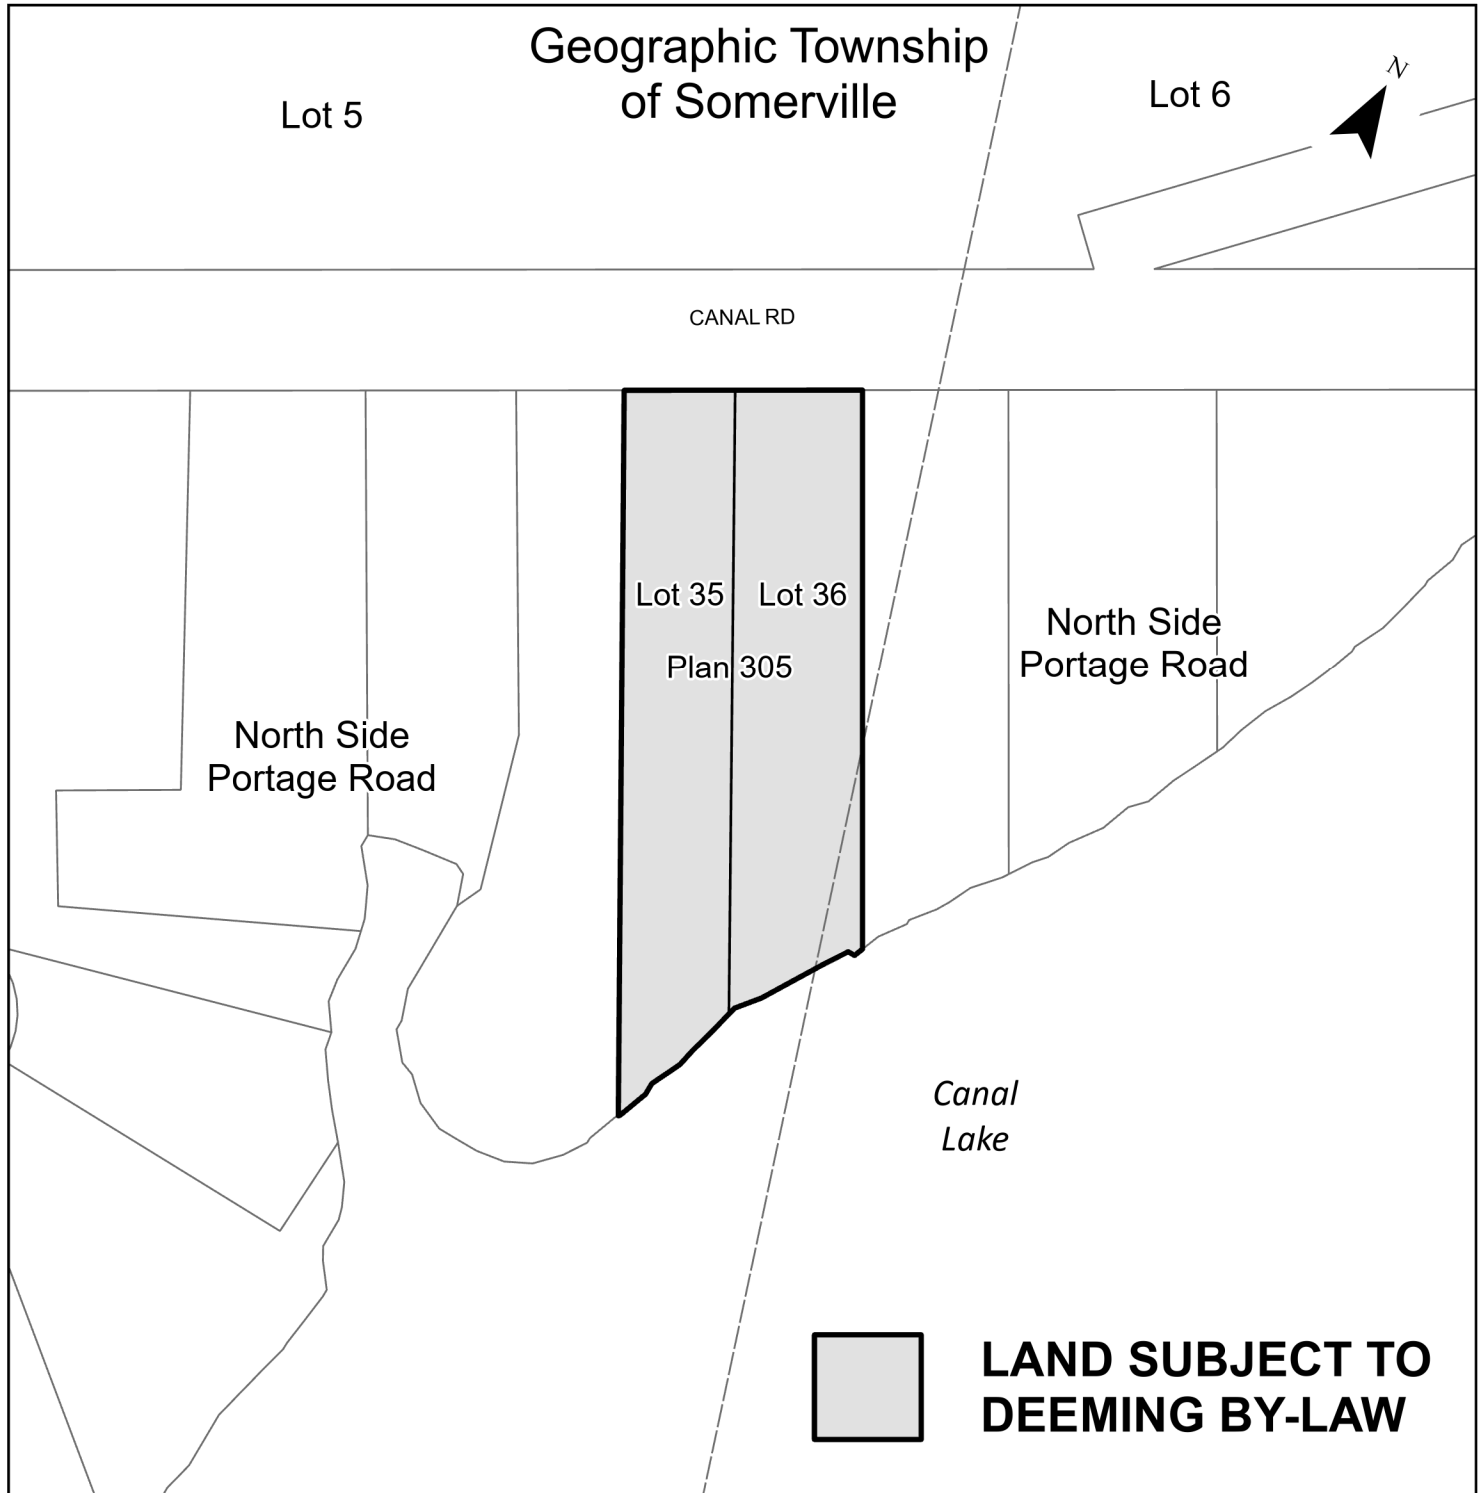 Geographic Township
of Somerville
Lot 5
Lot 6
N
CANAL RD
Lot 35
Lot 36
Plan 305
North Side
Portage Road
North Side
Portage Road
Canal
Lake
LAND SUBJECT TO
DEEMING BY-LAW